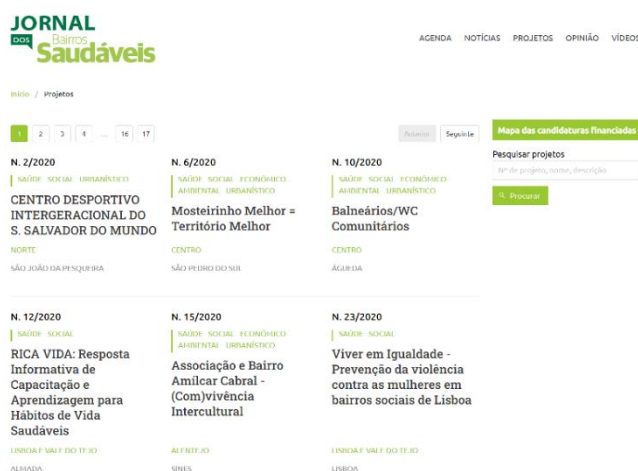 JORNAL
DOS Bairros
Saudáveis
AGENDA NOTÍCIAS PROJETOS OPINIÃO VÍDEOS
Início / Projetos
1 2 3 4 ... 16 17
Anterior Seguinte
Mapa das candidaturas financiadas
Pesquisar projetos
Nº de projeto, nome, descrição
Procurar
N. 2/2020
SAÚDE SOCIAL URBANÍSTICO
CENTRO DESPORTIVO
INTERGERACIONAL DO
S. SALVADOR DO MUNDO
NORTE
SÃO JOÃO DA PESQUEIRA
N. 6/2020
SAÚDE SOCIAL ECONÓMICO
AMBIENTAL URBANÍSTICO
Mosteirinho Melhor =
Território Melhor
CENTRO
SÃO PEDRO DO SUL
N. 10/2020
SAÚDE SOCIAL ECONÓMICO
AMBIENTAL URBANÍSTICO
Balneários/WC
Comunitários
CENTRO
ÁGUEDA
N. 12/2020
SAÚDE SOCIAL
RICA VIDA: Resposta
Informativa de
Capacitação e
Aprendizagem para
Hábitos de Vida
Saudáveis
LISBOA E VALE DO TEJO
ALMADA
N. 15/2020
SAÚDE SOCIAL ECONÓMICO
AMBIENTAL URBANÍSTICO
Associação e Bairro
Amílcar Cabral -
(Com)vivência
Intercultural
ALENTEJO
SINES
N. 23/2020
SAÚDE SOCIAL
Viver em Igualdade -
Prevenção da violência
contra as mulheres em
bairros sociais de Lisboa
LISBOA E VALE DO TEJO
LISBOA